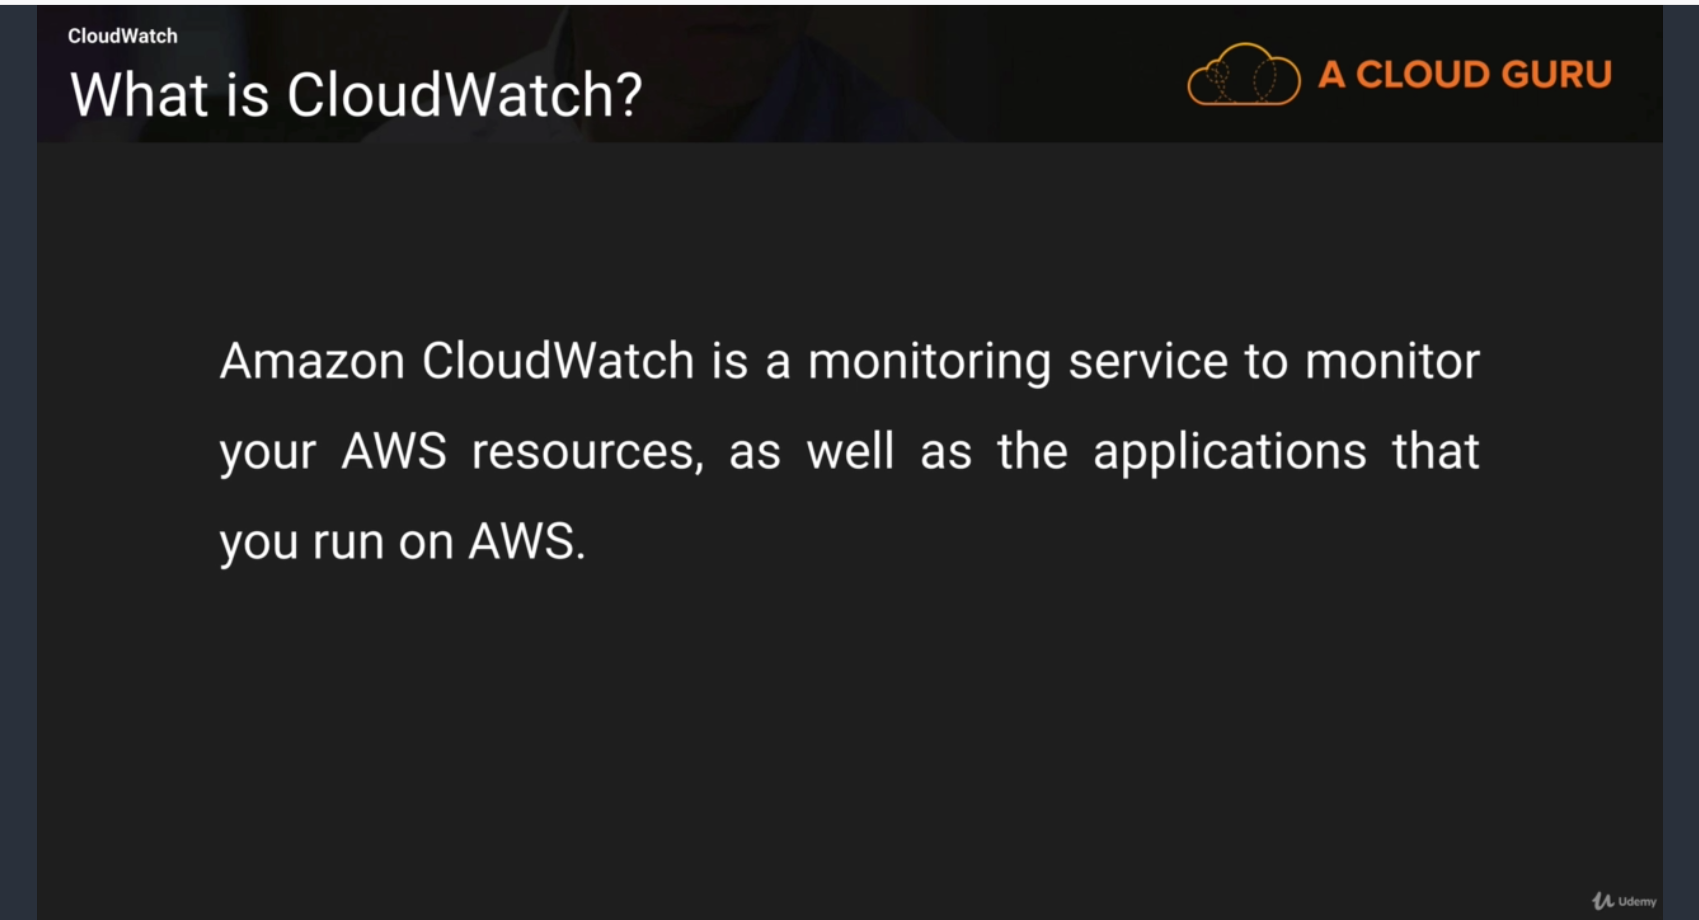 CloudWatch
What is CloudWatch?
A CLOUD GURU
Amazon CloudWatch is a monitoring service to monitor
your AWS resources, as well as the applications that
you run on AWS.
Udemy